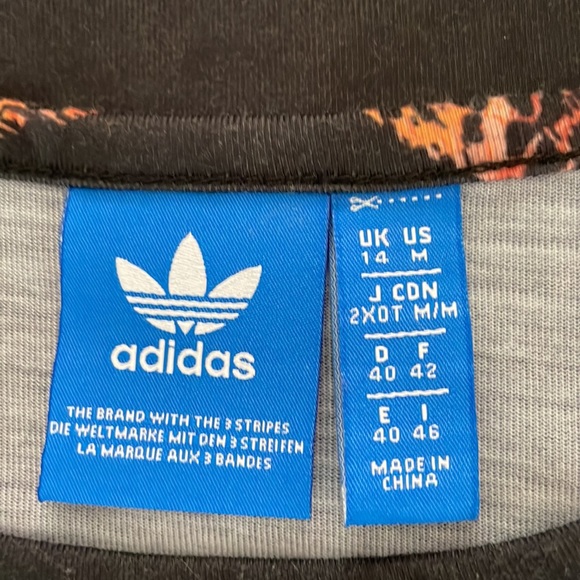 adidas
THE BRAND WITH THE 3 STRIPES
DIE WELTMARKE MIT DEN 3 STREIFEN
LA MARQUE AUX 3 BANDES
UK US
14 M
J CDN
2XOT M/M
D F
40 42
E I
40 46
MADE IN
CHINA